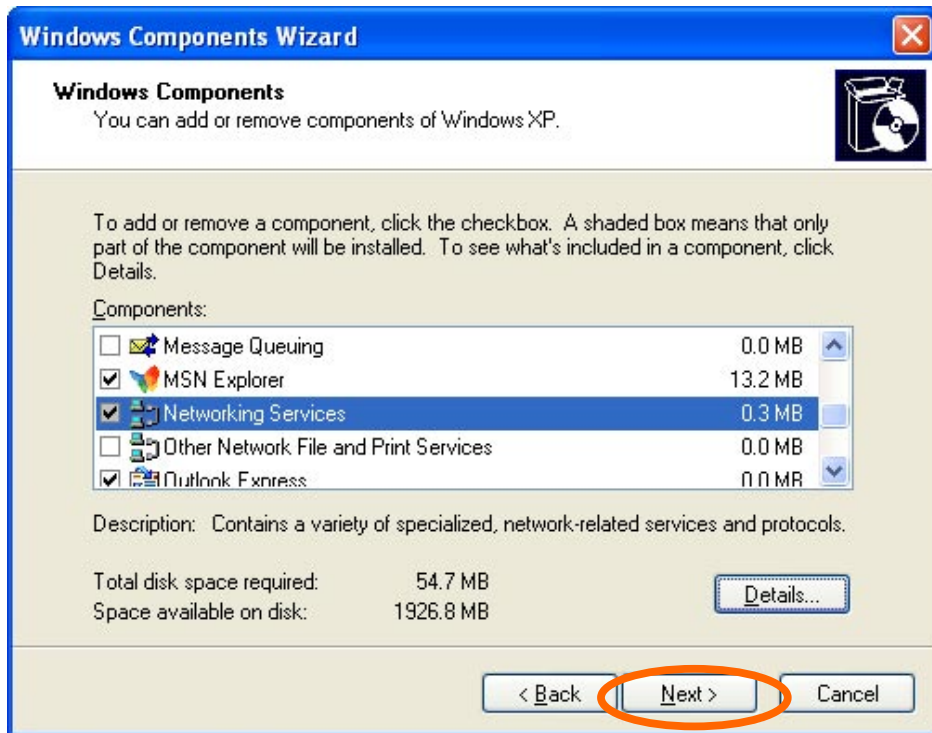 Windows Components Wizard
Windows Components
You can add or remove components of Windows XP.
To add or remove a component, click the checkbox. A shaded box means that only
part of the component will be installed. To see what's included in a component, click
Details.
Components:
Message Queuing 0.0 MB
MSN Explorer 13.2 MB
Networking Services 0.3 MB
Other Network File and Print Services 0.0 MB
Outlook Express 0.0 MB
Description: Contains a variety of specialized, network-related services and protocols.
Total disk space required: 54.7 MB
Space available on disk: 1926.8 MB
Details...
< Back Next > Cancel